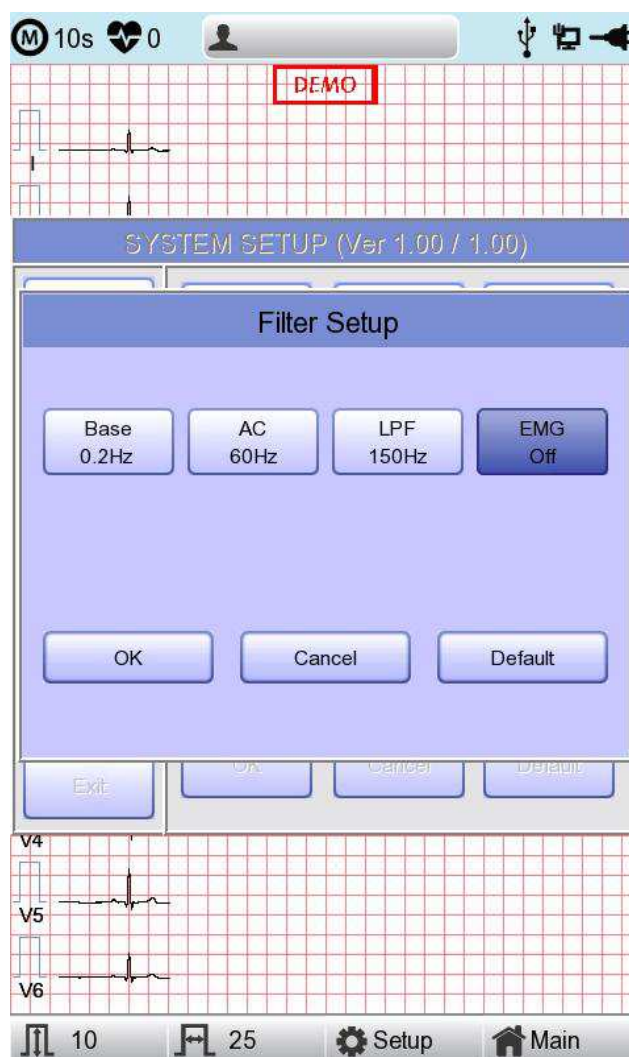 M 10s 0
DEMO
I
SYSTEM SETUP (Ver 1.00 / 1.00)
Filter Setup
Base AC LPF EMG
0.2Hz 60Hz 150Hz Off
OK Cancel Default
OK Cancel Default
Exit
V4
V5
V6
10 25 Setup Main